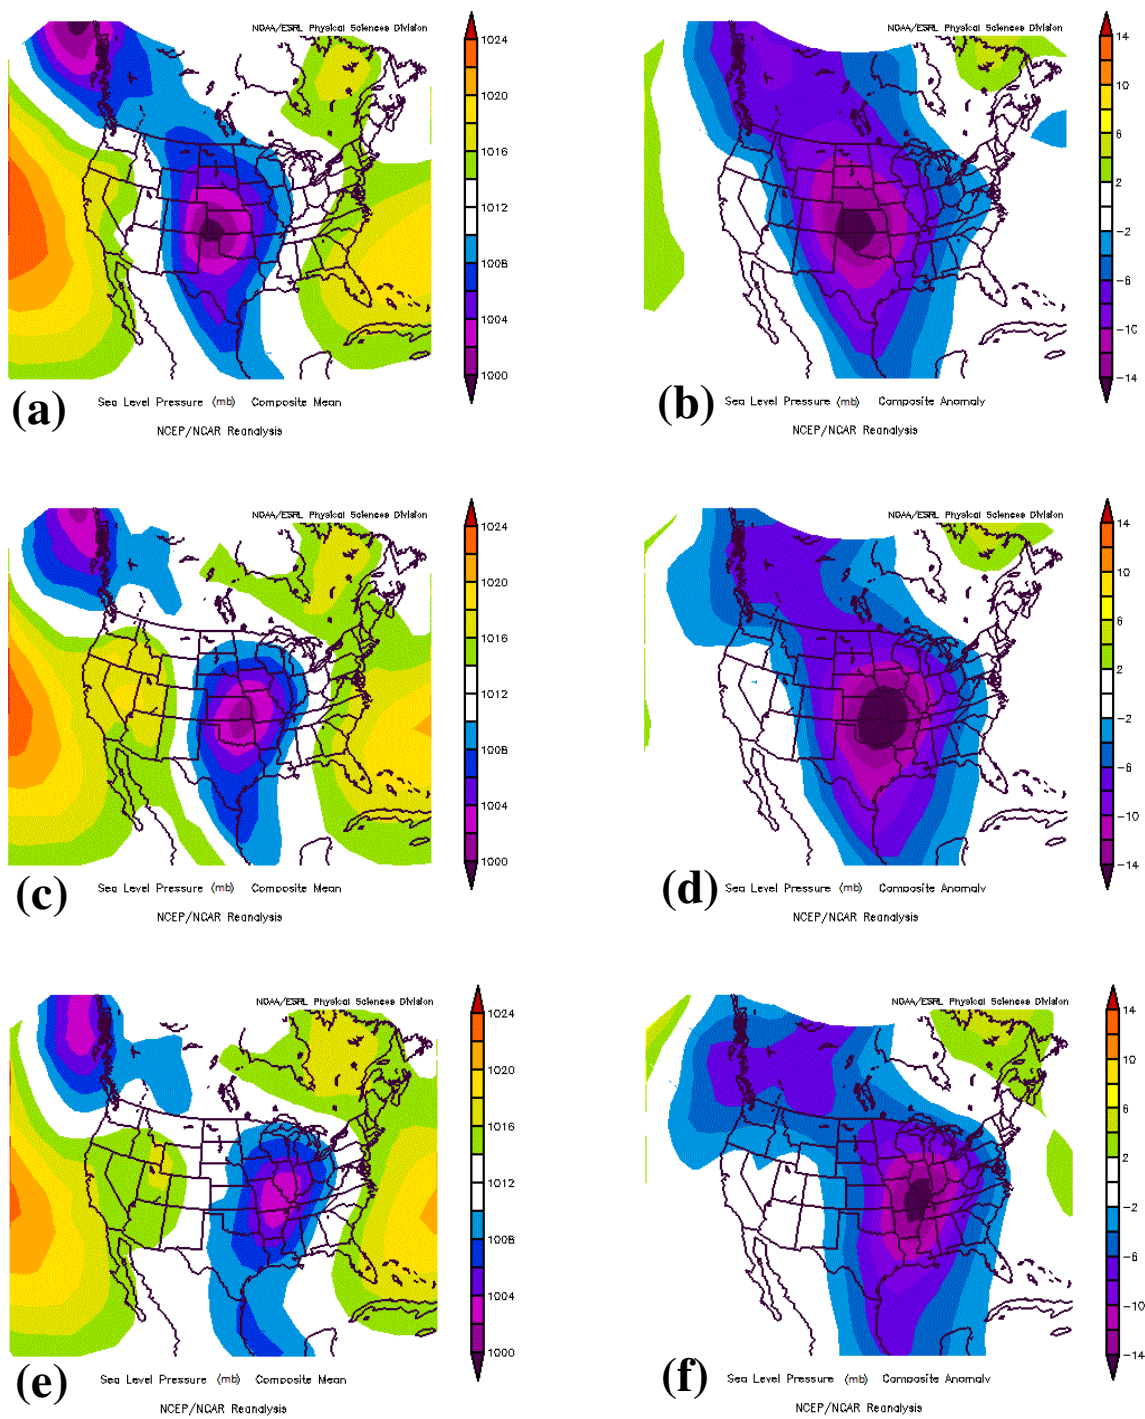 NOAA/ESRL Physical Sciences Division
1024
1020
1016
1012
1008
1004
1000
(a)
Sea Level Pressure (mb) Composite Mean
NCEP/NCAR Reanalysis
NOAA/ESRL Physical Sciences Division
14
10
6
2
-2
-6
-10
-14
(b)
Sea Level Pressure (mb) Composite Anomaly
NCEP/NCAR Reanalysis
NOAA/ESRL Physical Sciences Division
1024
1020
1016
1012
1008
1004
1000
(c)
Sea Level Pressure (mb) Composite Mean
NCEP/NCAR Reanalysis
NOAA/ESRL Physical Sciences Division
14
10
6
2
-2
-6
-10
-14
(d)
Sea Level Pressure (mb) Composite Anomaly
NCEP/NCAR Reanalysis
NOAA/ESRL Physical Sciences Division
1024
1020
1016
1012
1008
1004
1000
(e)
Sea Level Pressure (mb) Composite Mean
NCEP/NCAR Reanalysis
NOAA/ESRL Physical Sciences Division
14
10
6
2
-2
-6
-10
-14
(f)
Sea Level Pressure (mb) Composite Anomaly
NCEP/NCAR Reanalysis